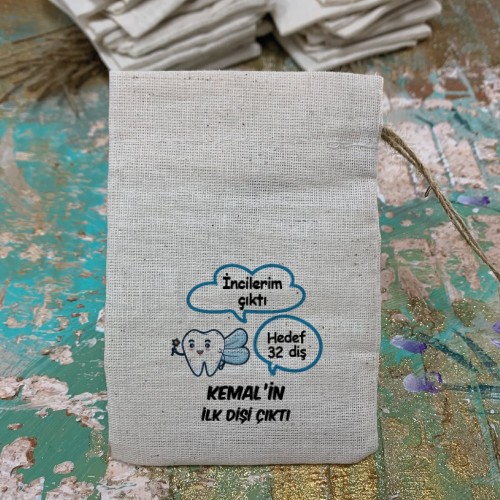 İncilerim
çıktı
Hedef
32 diş
KEMAL'İN
İLK DİŞİ ÇIKTI